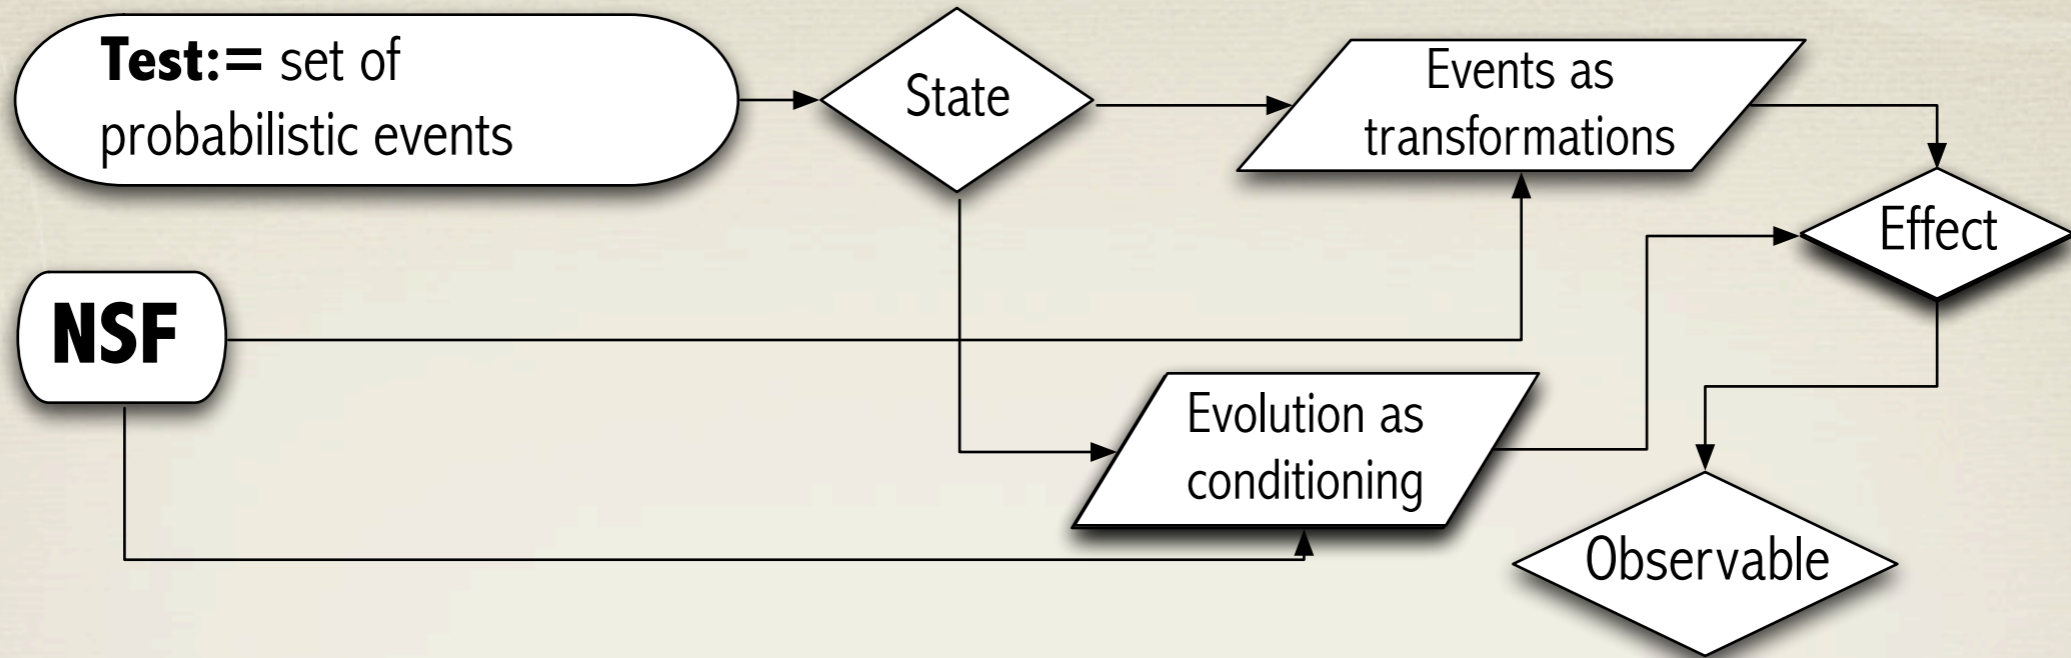 Test:= set of
probabilistic events
State
Events as
transformations
Effect
NSF
Evolution as
conditioning
Observable